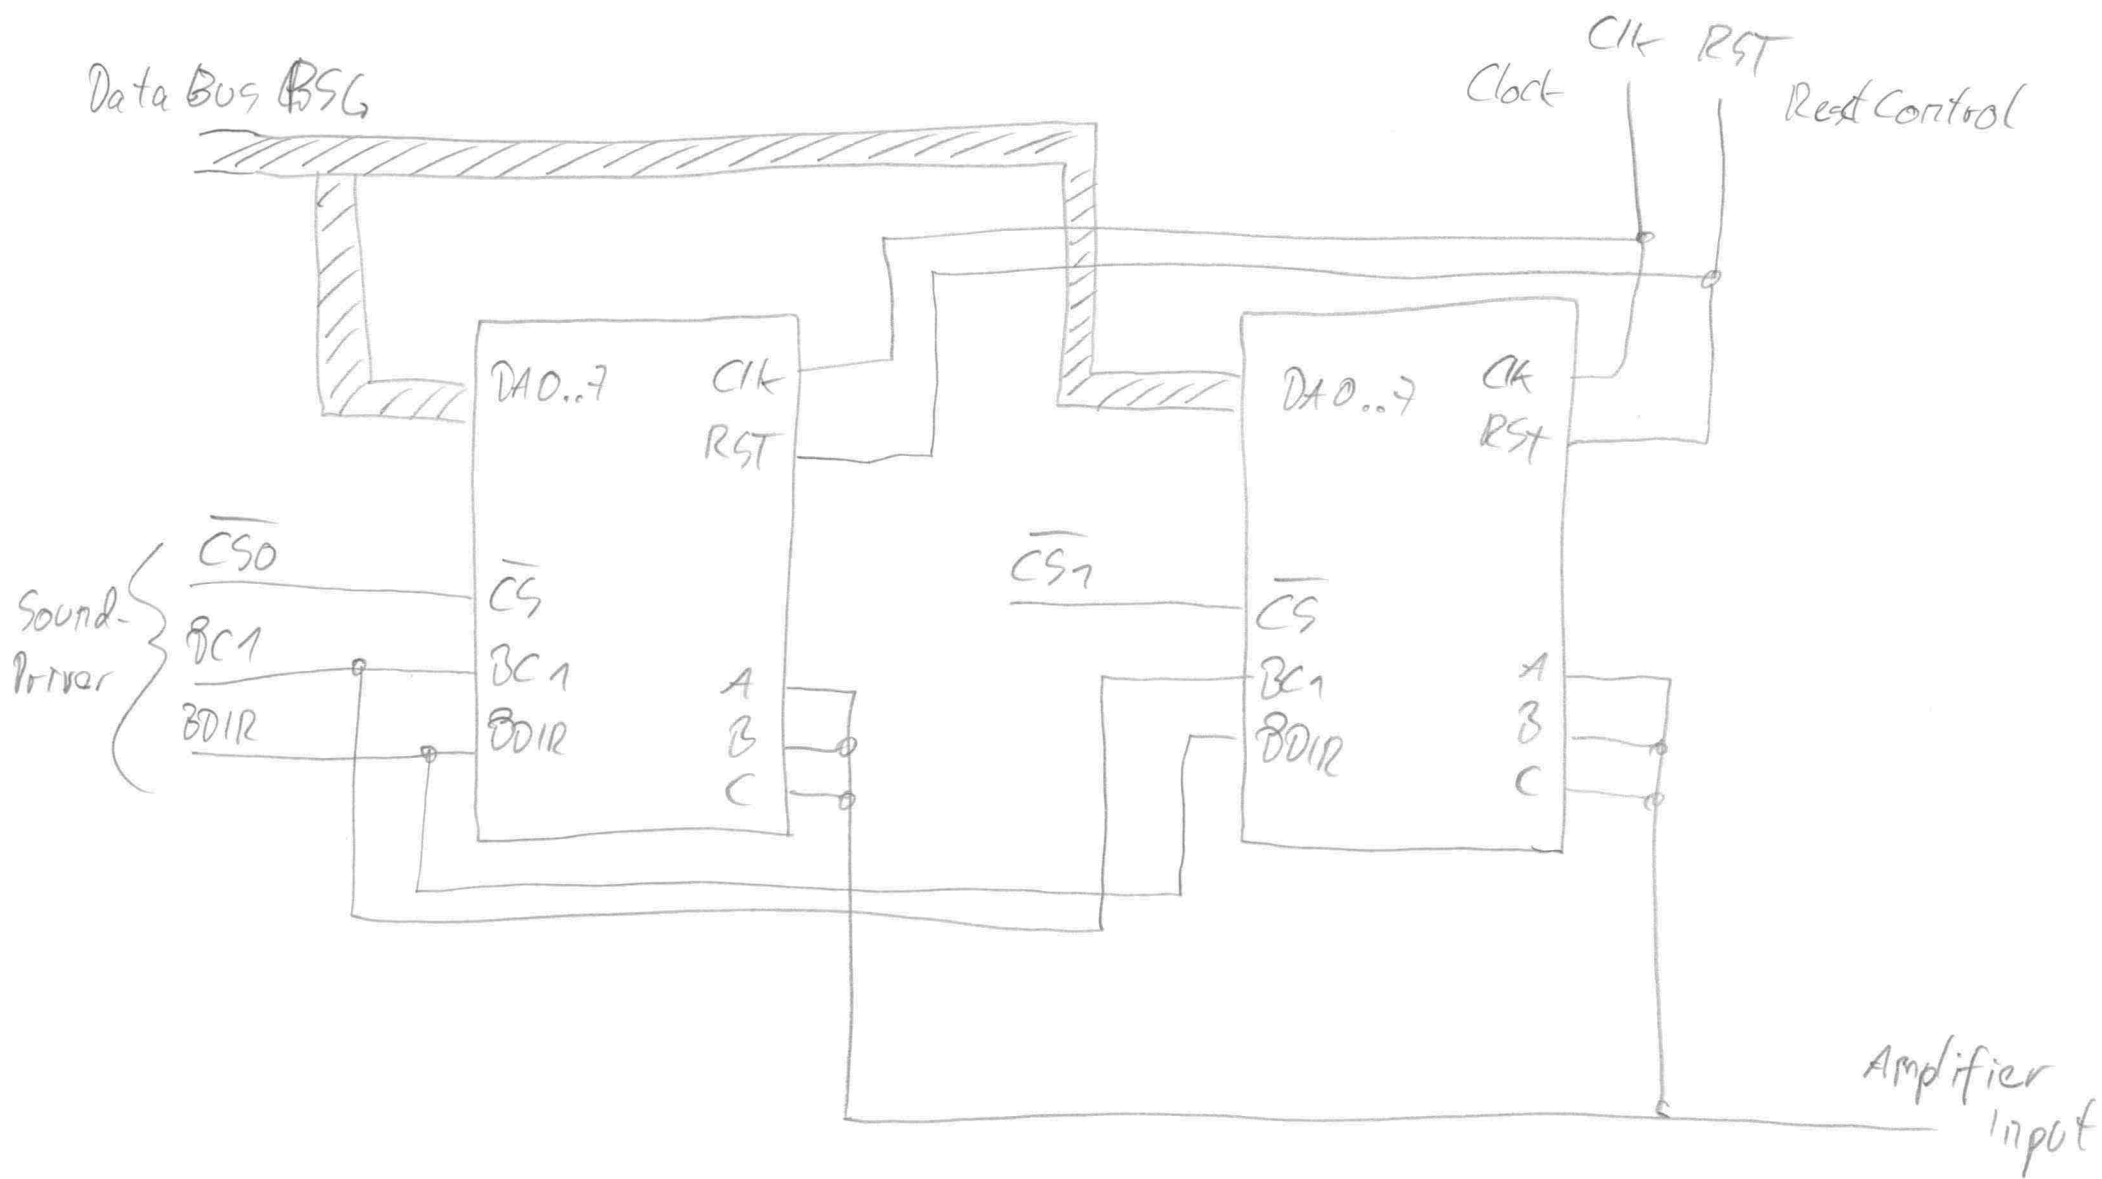 Clk RST
Data Bus PSG
Clock
Reset Control
DA0..7 Clk
RST
DA0..7 Clk
RST
Sound-
Driver
CS0
BC1
BDIR
CS
BC1
BDIR
A
B
C
CS1
CS
BC1
BDIR
A
B
C
Amplifier
Input